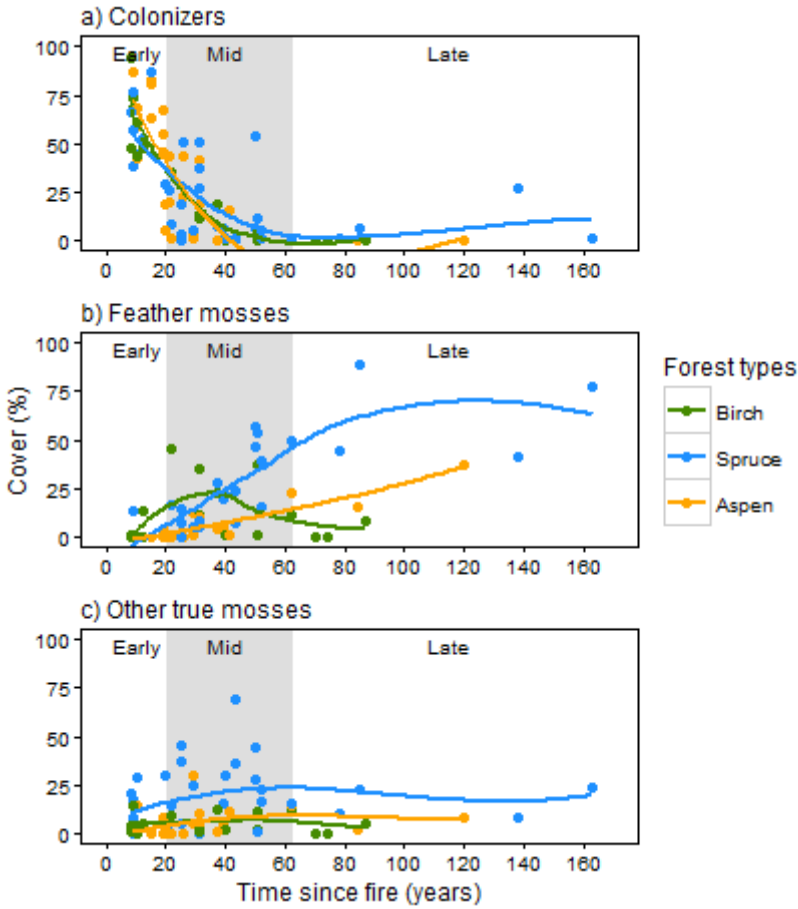 a) Colonizers
100
75
50
25
0
Early Mid Late
0 20 40 60 80 100 120 140 160
b) Feather mosses
100
75
50
25
0
Early Mid Late
0 20 40 60 80 100 120 140 160
Cover (%)
Forest types
Birch
Spruce
Aspen
c) Other true mosses
100
75
50
25
0
Early Mid Late
0 20 40 60 80 100 120 140 160
Time since fire (years)